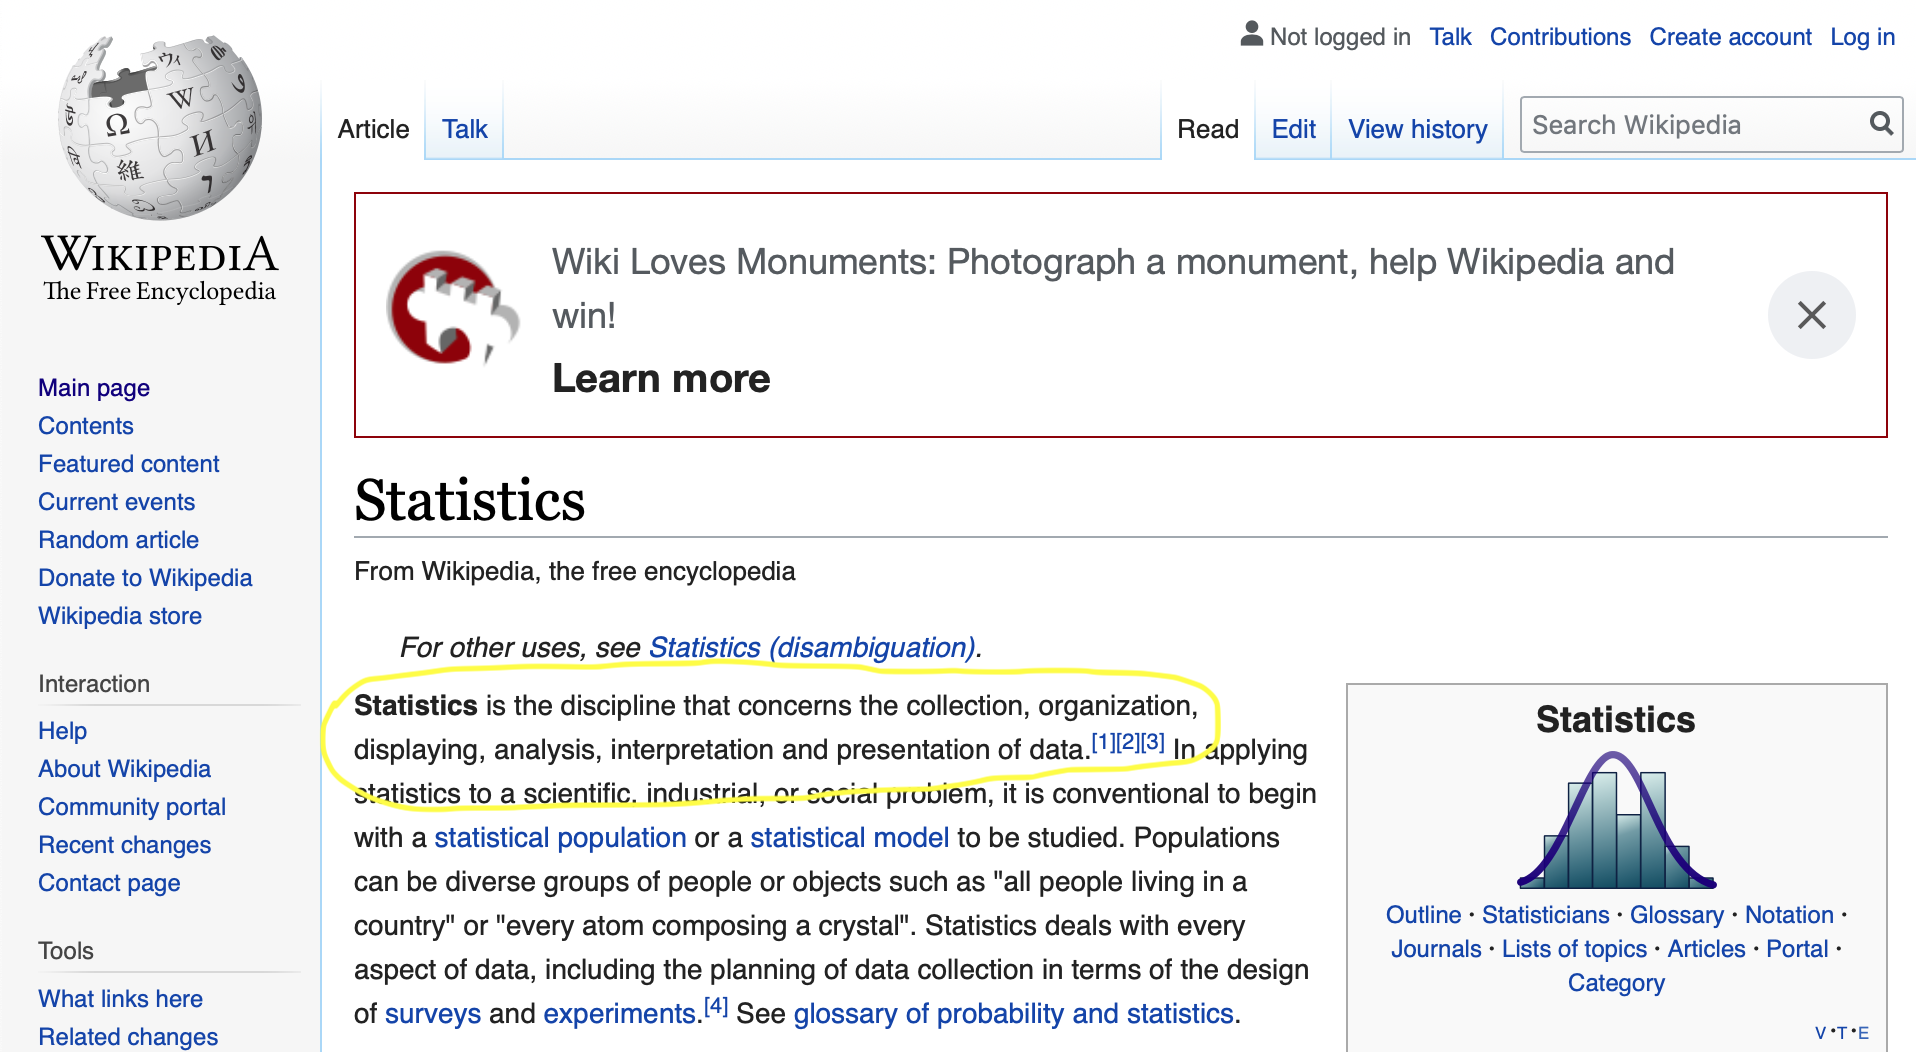 Not logged in Talk Contributions Create account Log in
Article Talk Read Edit View history Search Wikipedia
WIKIPEDIA
The Free Encyclopedia
Main page
Contents
Featured content
Current events
Random article
Donate to Wikipedia
Wikipedia store
Interaction
Help
About Wikipedia
Community portal
Recent changes
Contact page
Tools
What links here
Related changes
Wiki Loves Monuments: Photograph a monument, help Wikipedia and
win!
Learn more
Statistics
From Wikipedia, the free encyclopedia
For other uses, see Statistics (disambiguation).
Statistics is the discipline that concerns the collection, organization,
displaying, analysis, interpretation and presentation of data.[1][2][3] In applying
statistics to a scientific, industrial, or social problem, it is conventional to begin
with a statistical population or a statistical model to be studied. Populations
can be diverse groups of people or objects such as "all people living in a
country" or "every atom composing a crystal". Statistics deals with every
aspect of data, including the planning of data collection in terms of the design
of surveys and experiments.[4] See glossary of probability and statistics.
Statistics
Outline · Statisticians · Glossary · Notation ·
Journals · Lists of topics · Articles · Portal ·
Category
V · T · E